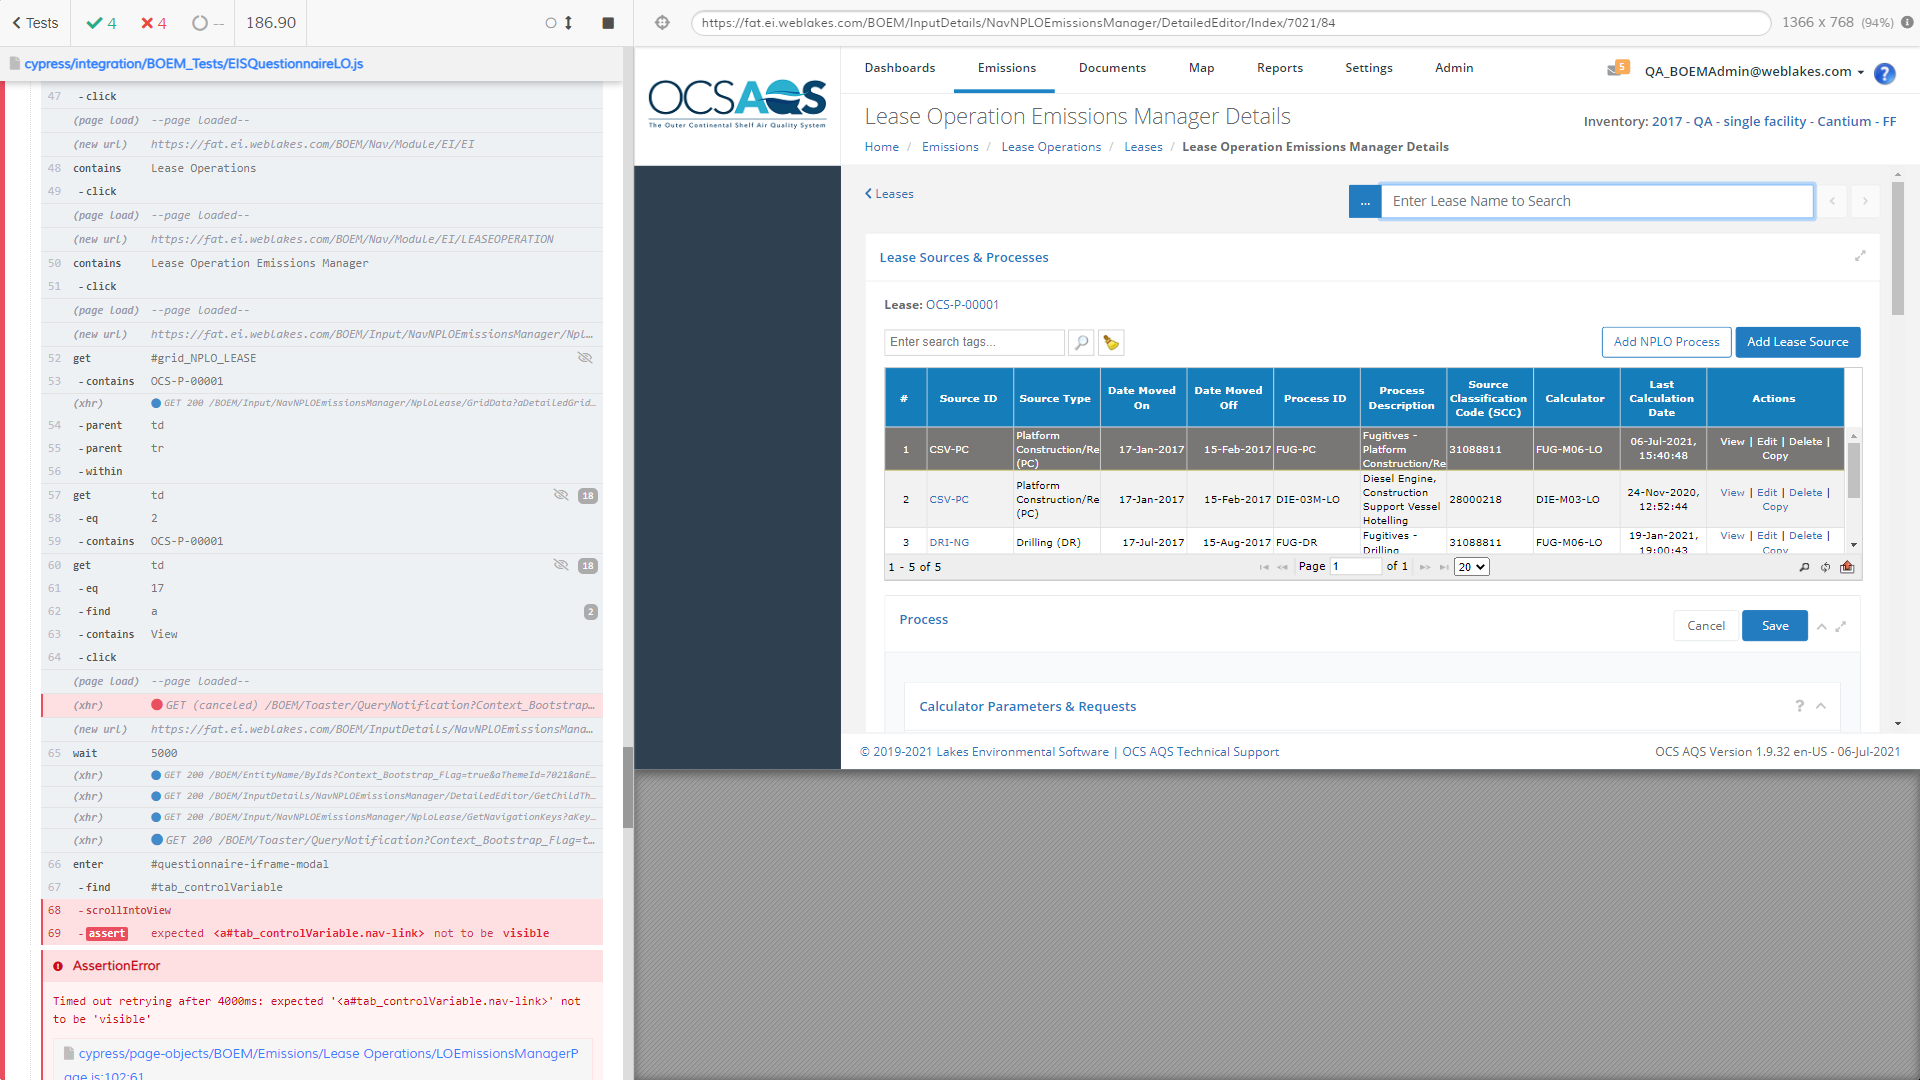 Tests
4
4
--
186.90
cypress/integration/BOEM_Tests/EISQuestionnaireLO.js
47 -click
(page load) --page loaded--
(new url) https://fat.ei.weblakes.com/BOEM/Nav/Module/EI/EI
48 contains Lease Operations
49 -click
(page load) --page loaded--
(new url) https://fat.ei.weblakes.com/BOEM/Nav/Module/EI/LEASEOPERATION
50 contains Lease Operation Emissions Manager
51 -click
(page load) --page loaded--
(new url) https://fat.ei.weblakes.com/BOEM/Input/NavNPLOEmissionsManager/Npl...
52 get #grid_NPLO_LEASE
53 -contains OCS-P-00001
(xhr) GET 200 /BOEM/Input/NavNPLOEmissionsManager/NploLease/GridData?aDetailedGrid...
54 -parent td
55 -parent tr
56 -within
57 get td 18
58 -eq 2
59 -contains OCS-P-00001
60 get td 18
61 -eq 17
62 -find a 2
63 -contains View
64 -click
(page load) --page loaded--
(xhr) GET (canceled) /BOEM/Toaster/QueryNotification?Context_Bootstrap...
(new url) https://fat.ei.weblakes.com/BOEM/InputDetails/NavNPLOEmissionsMana...
65 wait 5000
(xhr) GET 200 /BOEM/EntityName/ByIds?Context_Bootstrap_Flag=true&aThemeId=7021&anE...
(xhr) GET 200 /BOEM/InputDetails/NavNPLOEmissionsManager/DetailedEditor/GetChildTh...
(xhr) GET 200 /BOEM/Input/NavNPLOEmissionsManager/NploLease/GetNavigationKeys?aKey...
(xhr) GET 200 /BOEM/Toaster/QueryNotification?Context_Bootstrap_Flag=t...
66 enter #questionnaire-iframe-modal
67 -find #tab_controlVariable
68 -scrollIntoView
69 -assert expected <a#tab_controlVariable.nav-link> not to be visible
AssertionError
Timed out retrying after 4000ms: expected '<a#tab_controlVariable.nav-link>' not
to be 'visible'
cypress/page-objects/BOEM/Emissions/Lease Operations/LOEmissionsManagerP
age.js:102:61
https://fat.ei.weblakes.com/BOEM/InputDetails/NavNPLOEmissionsManager/DetailedEditor/Index/7021/84
1366 x 768 (94%)
OCSAQS
The Outer Continental Shelf Air Quality System
Dashboards Emissions Documents Map Reports Settings Admin
5
QA_BOEMAdmin@weblakes.com
?
Lease Operation Emissions Manager Details
Inventory: 2017 - QA - single facility - Cantium - FF
Home / Emissions / Lease Operations / Leases / Lease Operation Emissions Manager Details
Leases
... Enter Lease Name to Search
Lease Sources & Processes
Lease: OCS-P-00001
Enter search tags...
Add NPLO Process
Add Lease Source
# Source ID Source Type Date Moved On Date Moved Off Process ID Process Description Source Classification Code (SCC) Calculator Last Calculation Date Actions
1 CSV-PC Platform Construction/Re (PC) 17-Jan-2017 15-Feb-2017 FUG-PC Fugitives - Platform Construction/Re 31088811 FUG-M06-LO 06-Jul-2021, 15:40:48 View | Edit | Delete | Copy
2 CSV-PC Platform Construction/Re (PC) 17-Jan-2017 15-Feb-2017 DIE-03M-LO Diesel Engine, Construction Support Vessel Hotelling 28000218 DIE-M03-LO 24-Nov-2020, 12:52:44 View | Edit | Delete | Copy
3 DRI-NG Drilling (DR) 17-Jul-2017 15-Aug-2017 FUG-DR Fugitives - Drilling 31088811 FUG-M06-LO 19-Jan-2021, 19:00:43 View | Edit | Delete | Copy
1 - 5 of 5
Page 1 of 1
20
Process
Cancel
Save
Calculator Parameters & Requests
?
© 2019-2021 Lakes Environmental Software | OCS AQS Technical Support
OCS AQS Version 1.9.32 en-US - 06-Jul-2021